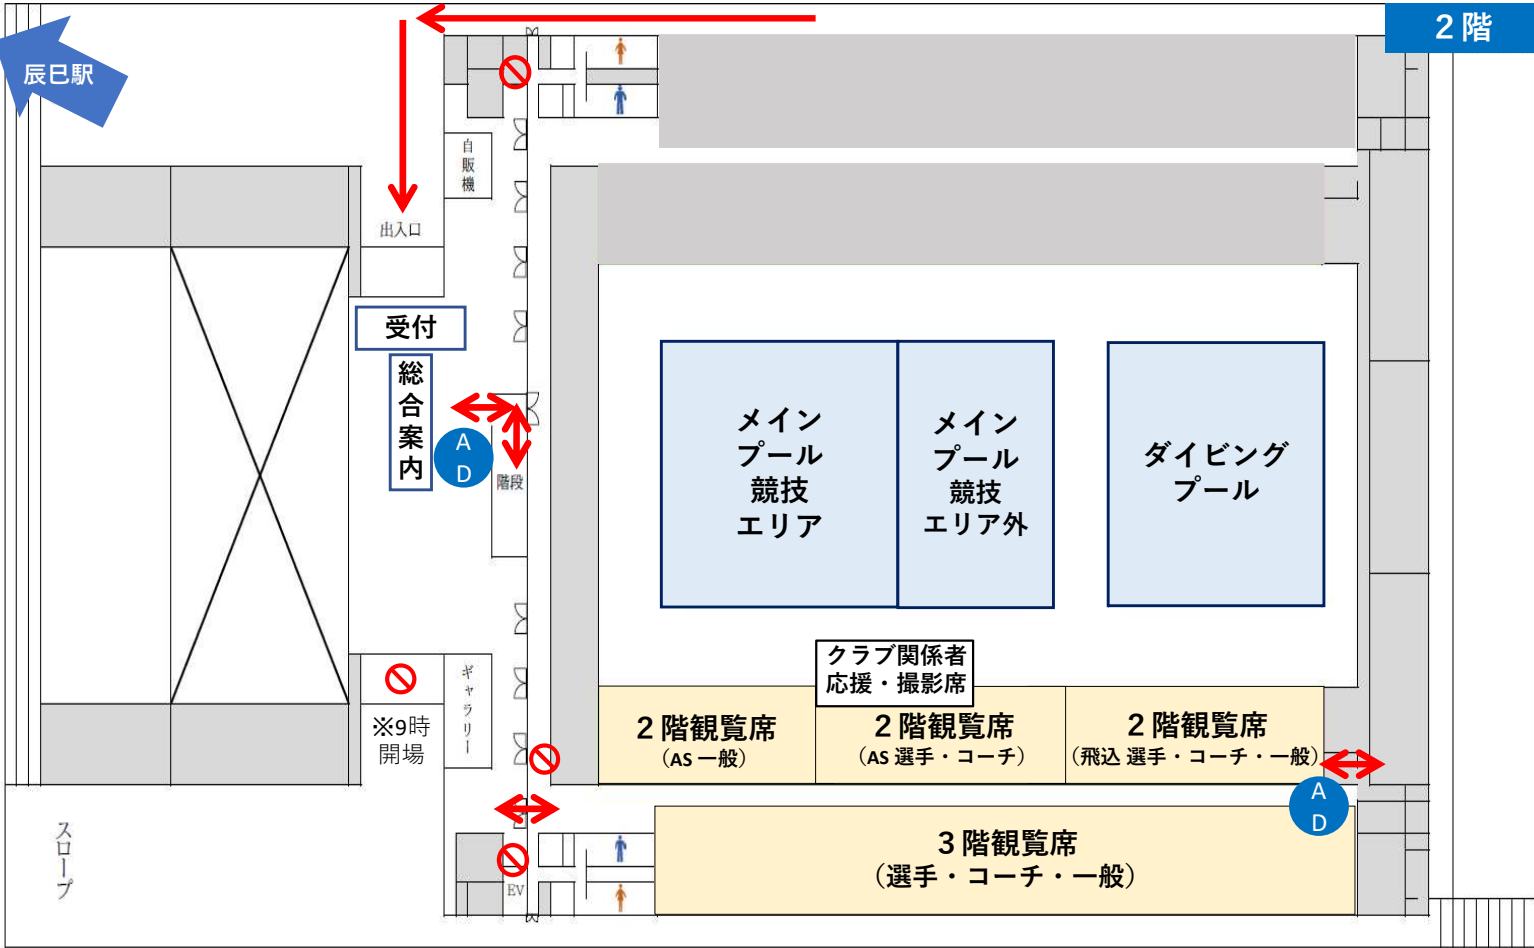 2階
辰巳駅
自販機
出入口
受付
総合案内
AD
階段
メイン
プール
競技
エリア
メイン
プール
競技
エリア外
ダイビング
プール
クラブ関係者
応援・撮影席
ギャラリー
※9時
開場
2階観覧席
(AS 一般)
2階観覧席
(AS 選手・コーチ)
2階観覧席
(飛込 選手・コーチ・一般)
AD
3階観覧席
(選手・コーチ・一般)
スロープ
EV